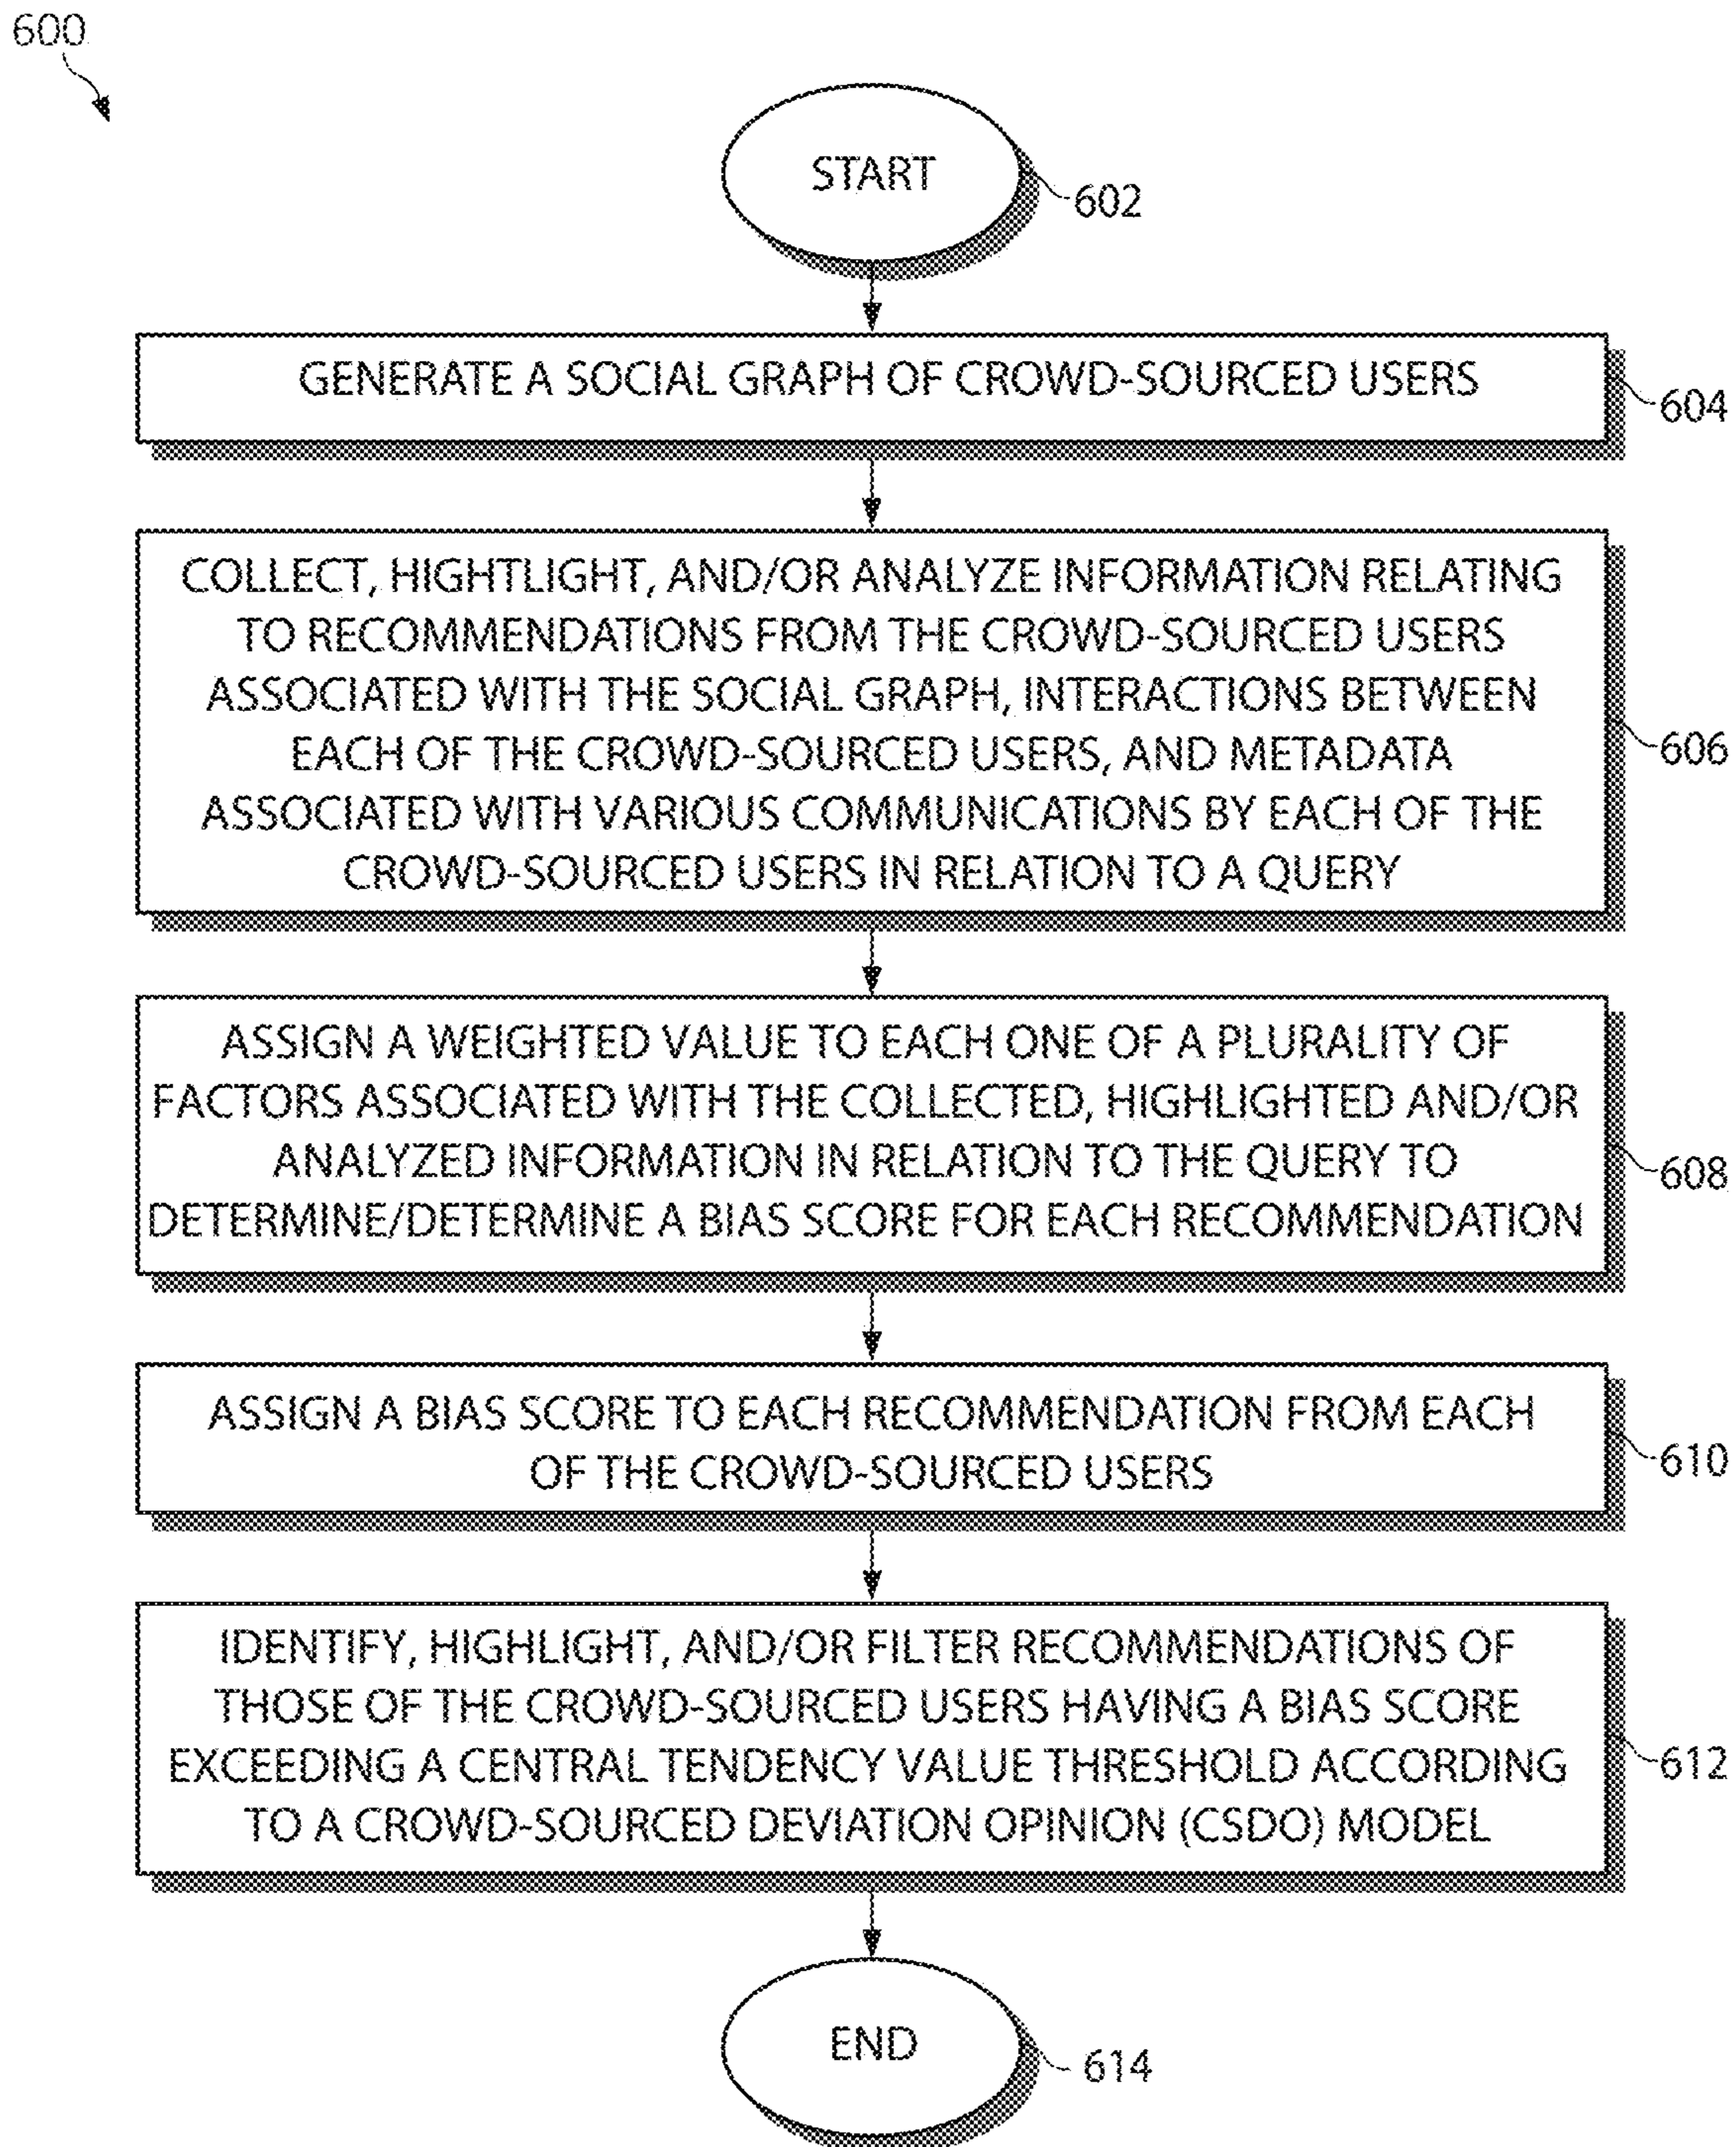 600
START
602
GENERATE A SOCIAL GRAPH OF CROWD-SOURCED USERS
604
COLLECT, HIGHTLIGHT, AND/OR ANALYZE INFORMATION RELATING
TO RECOMMENDATIONS FROM THE CROWD-SOURCED USERS
ASSOCIATED WITH THE SOCIAL GRAPH, INTERACTIONS BETWEEN
EACH OF THE CROWD-SOURCED USERS, AND METADATA
ASSOCIATED WITH VARIOUS COMMUNICATIONS BY EACH OF THE
CROWD-SOURCED USERS IN RELATION TO A QUERY
606
ASSIGN A WEIGHTED VALUE TO EACH ONE OF A PLURALITY OF
FACTORS ASSOCIATED WITH THE COLLECTED, HIGHLIGHTED AND/OR
ANALYZED INFORMATION IN RELATION TO THE QUERY TO
DETERMINE/DETERMINE A BIAS SCORE FOR EACH RECOMMENDATION
608
ASSIGN A BIAS SCORE TO EACH RECOMMENDATION FROM EACH
OF THE CROWD-SOURCED USERS
610
IDENTIFY, HIGHLIGHT, AND/OR FILTER RECOMMENDATIONS OF
THOSE OF THE CROWD-SOURCED USERS HAVING A BIAS SCORE
EXCEEDING A CENTRAL TENDENCY VALUE THRESHOLD ACCORDING
TO A CROWD-SOURCED DEVIATION OPINION (CSDO) MODEL
612
END
614